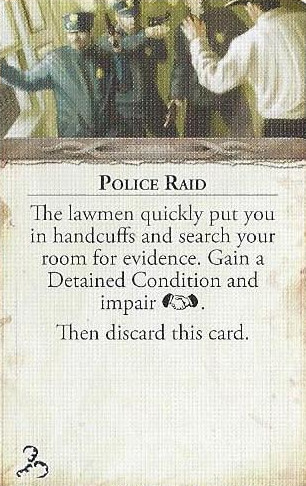 POLICE RAID
The lawmen quickly put you
in handcuffs and search your
room for evidence. Gain a
Detained Condition and
impair .
Then discard this card.